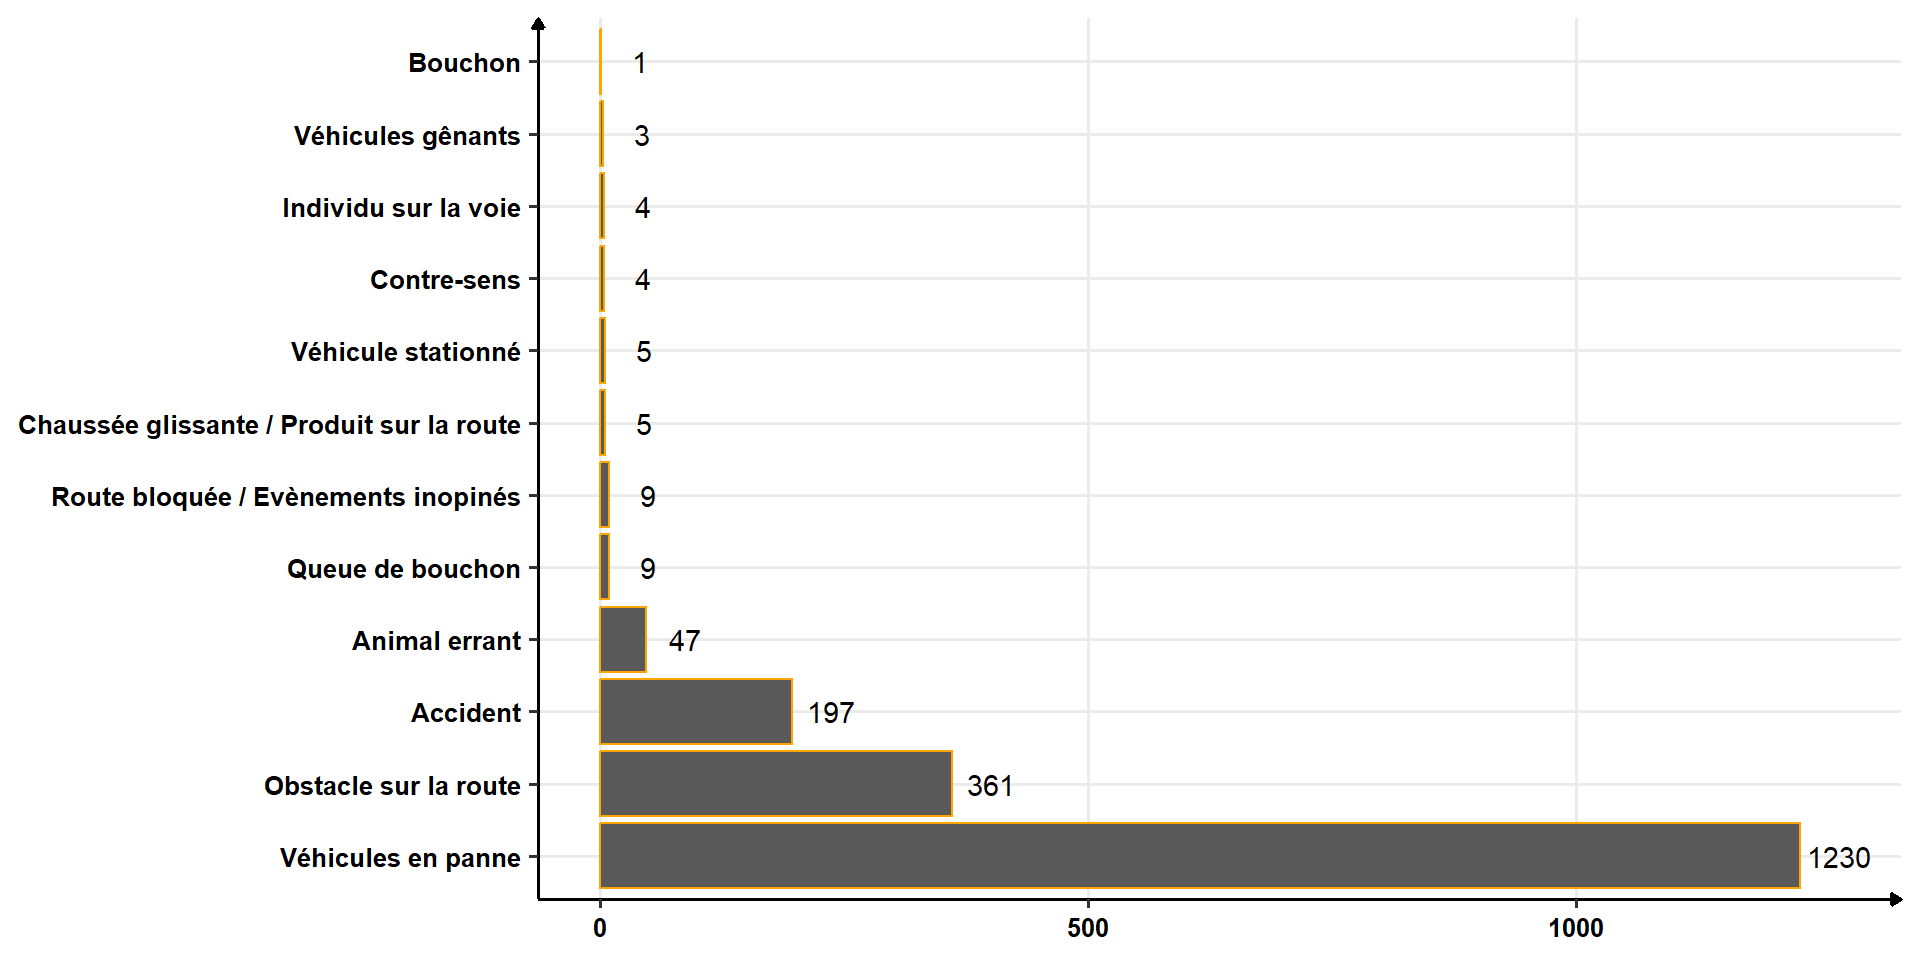 Bouchon 1
Véhicules gênants 3
Individu sur la voie 4
Contre-sens 4
Véhicule stationné 5
Chaussée glissante / Produit sur la route 5
Route bloquée / Evènements inopinés 9
Queue de bouchon 9
Animal errant 47
Accident 197
Obstacle sur la route 361
Véhicules en panne 1230
0 500 1000